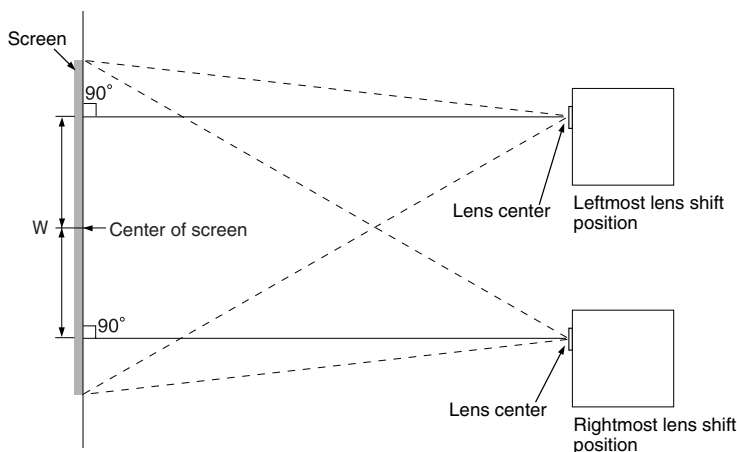 Screen
90˚
W
Center of screen
Lens center
Leftmost lens shift
position
90˚
Lens center
Rightmost lens shift
position